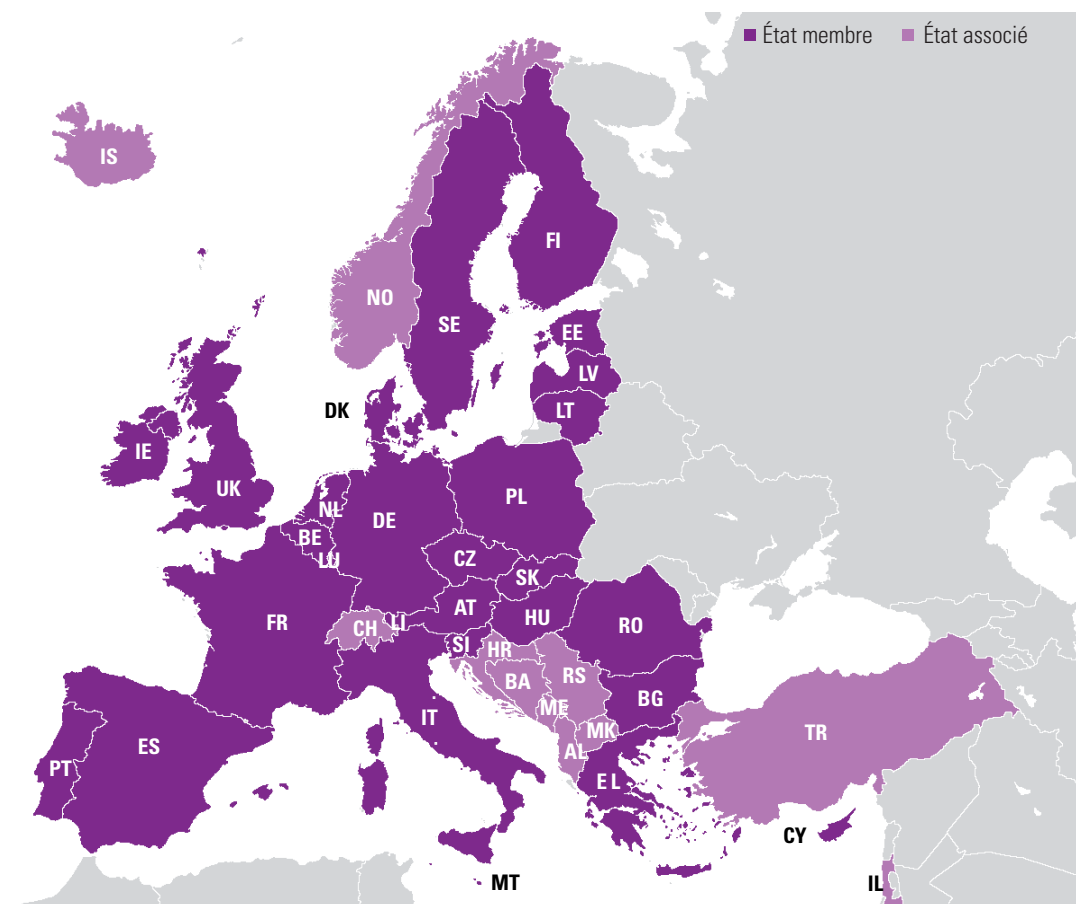 État membre État associé
IS
FI
NO
SE
EE
LV
LT
DK
IE
UK
NL
DE
PL
BE
LU
CZ
SK
AT
HU
FR
CH
LI
RO
SI
HR
BA
RS
ME
BG
IT
MK
AL
TR
ES
PT
EL
CY
MT
IL